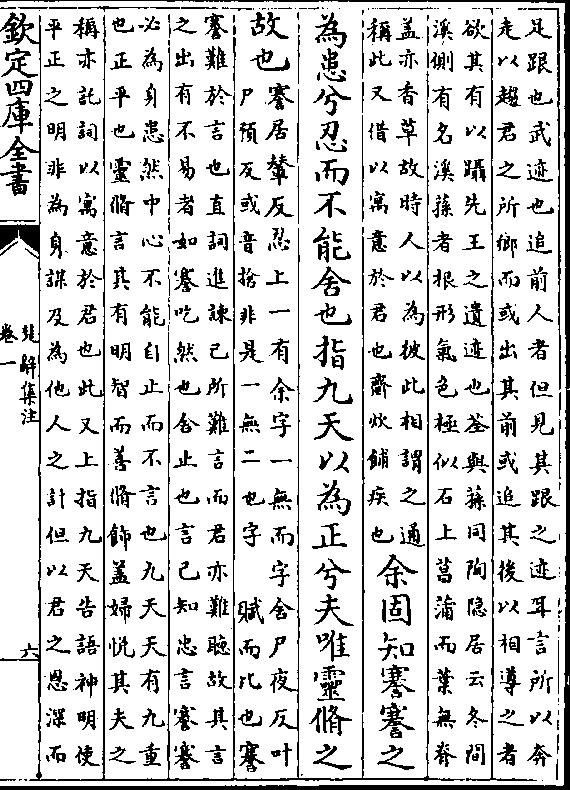 足跟也武迹也追前人者但見其跟之迹耳言所以奔
走以趨君之所鄉而或出其前或追其後以相導之者
欲其有以躡先王之遺迹也荃與蓀同陶隐居云冬間
溪側有名溪蓀者根形氣色極似石上菖蒲而葉無脊
盖亦香草故時人以為彼此相謂之通
稱此又借以寓意於君也齌炊餔疾也
余固知謇謇之
為患兮忍而不能舍也指九天以為正兮夫唯靈脩之
故也
謇居輦反忍上一有余字一無而字舍尸夜反叶
尸預反或音捨非是一無二也字　賦而比也謇
謇難於言也直詞進諫己所難言而君亦難聽故其言
之出有不易者如謇吃然也舍止也言己知忠言謇謇
必為身患然中心不能自止而不言也九天天有九重
也正平也靈脩言其有明智而善脩飾盖婦恱其夫之
稱亦託詞以寓意於君也此又上指九天告語神明使
平正之明非為身謀及為他人之計但以君之恩深而
欽定四庫全書
卷一
楚辭集注
六